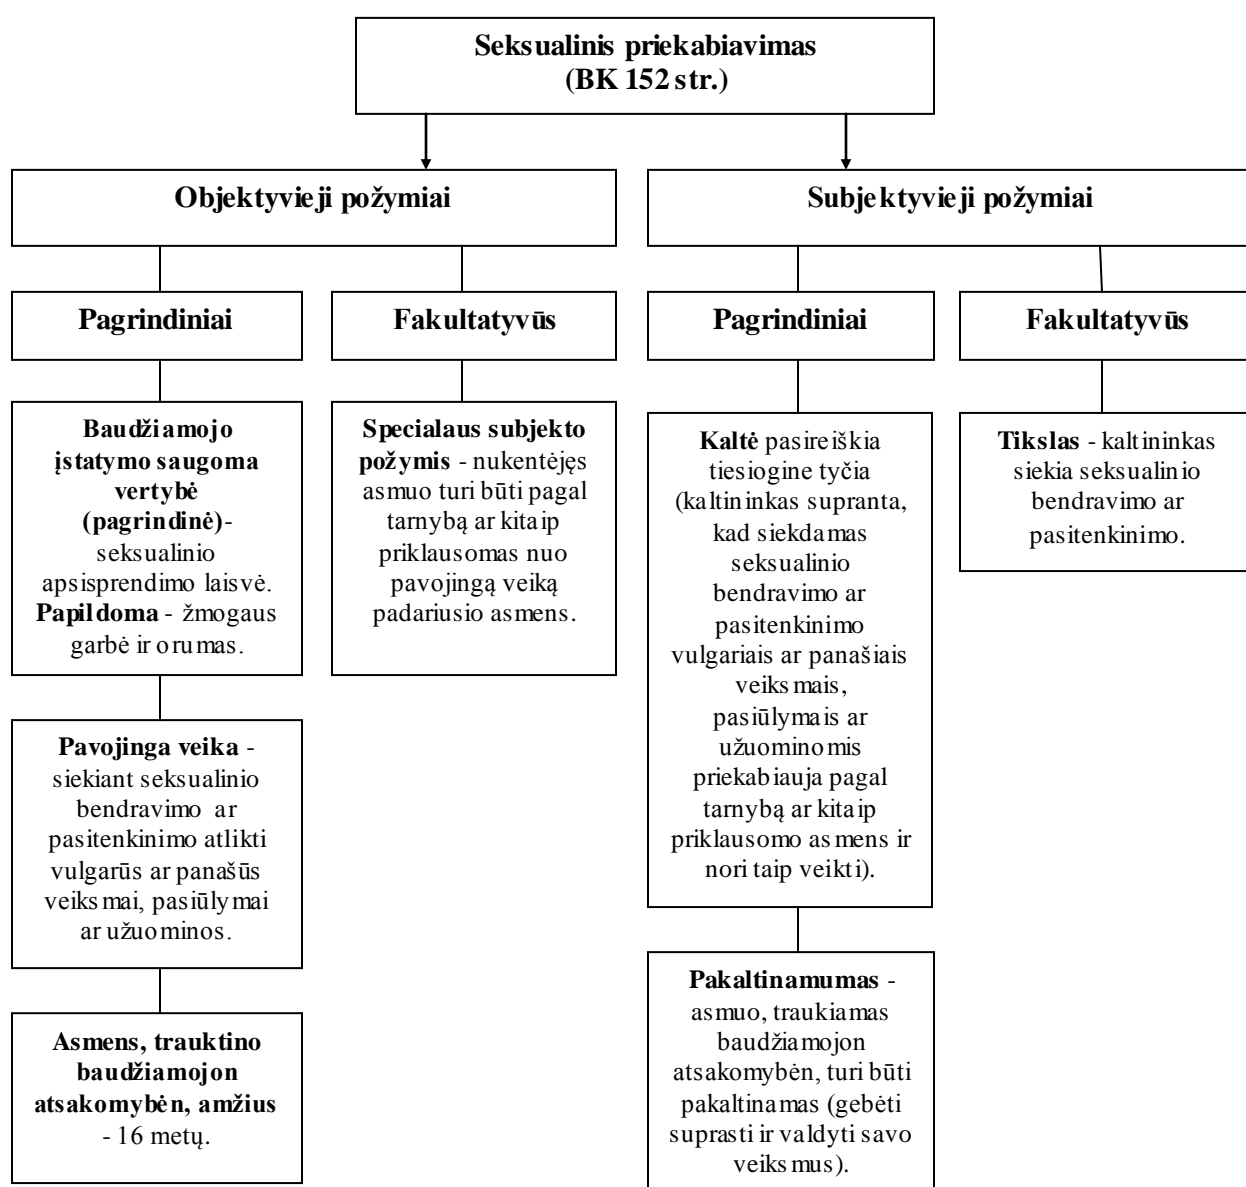 Seksualinis priekabiavimas
(BK 152 str.)
Objektyvieji požymiai
Subjektyvieji požymiai
Pagrindiniai
Fakultatyvūs
Pagrindiniai
Fakultatyvūs
Baudžiamojo
įstatymo saugoma
vertybė
(pagrindinė)-
seksualinio
apsisprendimo laisvė.
Papildoma - žmogaus
garbė ir orumas.
Specialaus subjekto
požymis - nukentėjęs
asmuo turi būti pagal
tarnybą ar kitaip
priklausomas nuo
pavojingą veiką
padariusio asmens.
Kaltė pasireiškia
tiesiogine tyčia
(kaltininkas supranta,
kad siekdamas
seksualinio
bendravimo ar
pasitenkinimo
vulgariais ar panašiais
veiksmais,
pasiūlymais ar
užuominomis
priekabiauja pagal
tarnybą ar kitaip
priklausomo asmens ir
nori taip veikti).
Tikslas - kaltininkas
siekia seksualinio
bendravimo ar
pasitenkinimo.
Pavojinga veika -
siekiant seksualinio
bendravimo ar
pasitenkinimo atlikti
vulgarūs ar panašūs
veiksmai, pasiūlymai
ar užuominos.
Pakaltinamumas -
asmuo, traukiamas
baudžiamojon
atsakomybėn, turi būti
pakaltinamas (gebėti
suprasti ir valdyti savo
veiksmus).
Asmens, trauktino
baudžiamojon
atsakomybėn, amžius
- 16 metų.